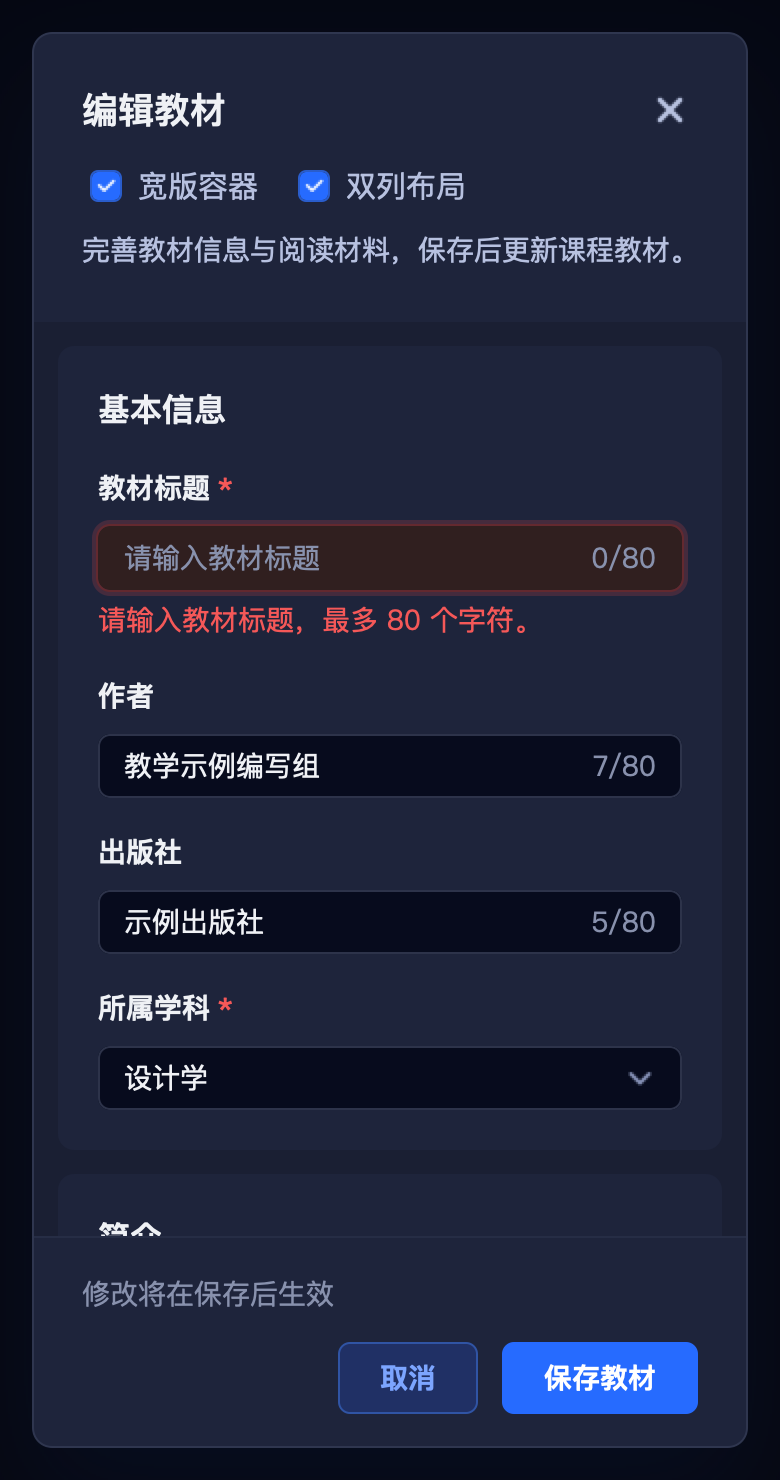 编辑教材
宽版容器 双列布局
完善教材信息与阅读材料，保存后更新课程教材。
基本信息
教材标题 *
请输入教材标题 0/80
请输入教材标题，最多 80 个字符。
作者
教学示例编写组 7/80
出版社
示例出版社 5/80
所属学科 *
设计学
简介
修改将在保存后生效
取消 保存教材